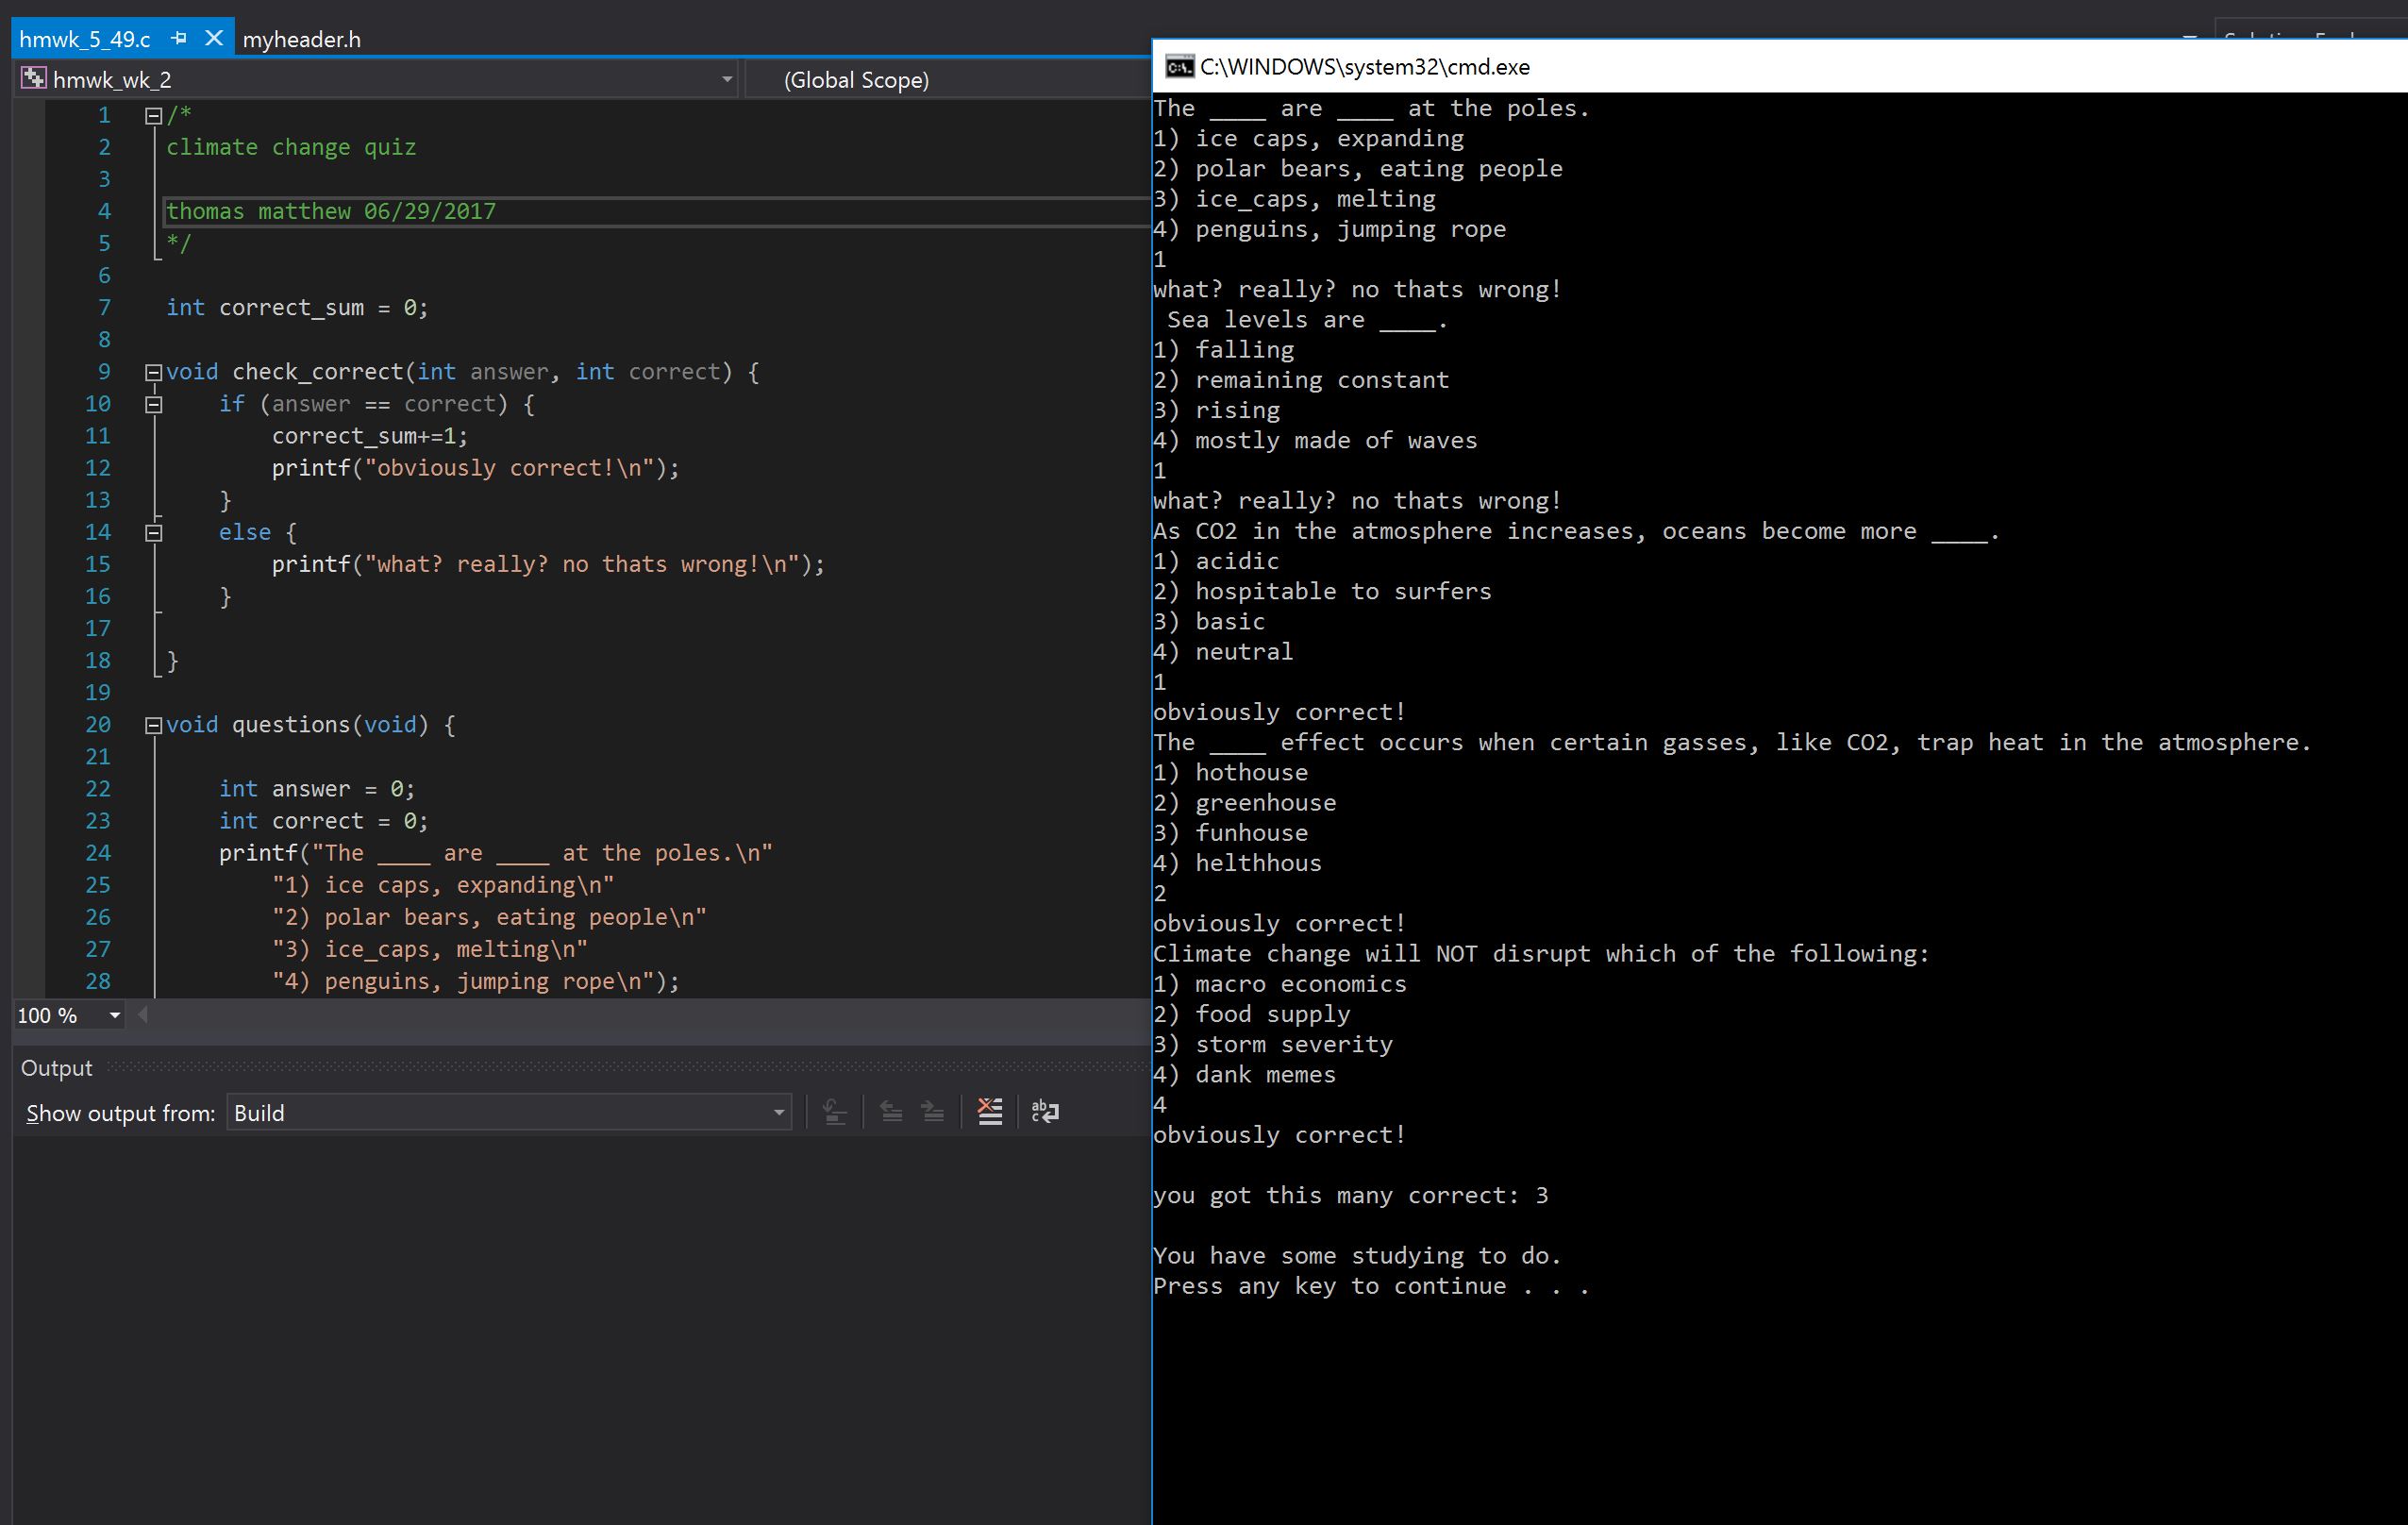 hmwk_5_49.c
myheader.h
hmwk_wk_2
(Global Scope)
1 /*
2 climate change quiz
3
4 thomas matthew 06/29/2017
5 */
6
7 int correct_sum = 0;
8
9 void check_correct(int answer, int correct) {
10 if (answer == correct) {
11 correct_sum+=1;
12 printf("obviously correct!\n");
13 }
14 else {
15 printf("what? really? no thats wrong!\n");
16 }
17
18 }
19
20 void questions(void) {
21
22 int answer = 0;
23 int correct = 0;
24 printf("The ____ are ____ at the poles.\n"
25 "1) ice caps, expanding\n"
26 "2) polar bears, eating people\n"
27 "3) ice_caps, melting\n"
28 "4) penguins, jumping rope\n");
100 %
Output
Show output from: Build
C:\WINDOWS\system32\cmd.exe
The ____ are ____ at the poles.
1) ice caps, expanding
2) polar bears, eating people
3) ice_caps, melting
4) penguins, jumping rope
1
what? really? no thats wrong!
Sea levels are ____.
1) falling
2) remaining constant
3) rising
4) mostly made of waves
1
what? really? no thats wrong!
As CO2 in the atmosphere increases, oceans become more ____.
1) acidic
2) hospitable to surfers
3) basic
4) neutral
1
obviously correct!
The ____ effect occurs when certain gasses, like CO2, trap heat in the atmosphere.
1) hothouse
2) greenhouse
3) funhouse
4) helthhous
2
obviously correct!
Climate change will NOT disrupt which of the following:
1) macro economics
2) food supply
3) storm severity
4) dank memes
4
obviously correct!

you got this many correct: 3

You have some studying to do.
Press any key to continue . . .